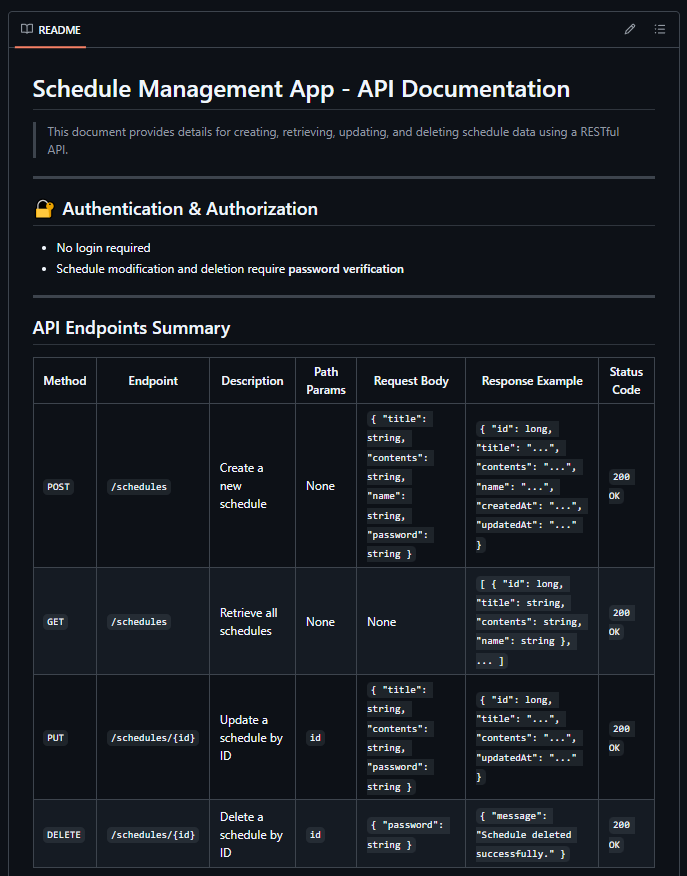 README
Schedule Management App - API Documentation
This document provides details for creating, retrieving, updating, and deleting schedule data using a RESTful
API.
🔐 Authentication & Authorization
• No login required
• Schedule modification and deletion require password verification
API Endpoints Summary
Method Endpoint Description Path Params Request Body Response Example Status Code
POST
/schedules
Create a
new
schedule
None
{ "title":
string,
"contents":
string,
"name":
string,
"password":
string }
{ "id": long,
"title": "...",
"contents": "...",
"name": "...",
"createdAt": "...",
"updatedAt": "..."
}
200
OK
GET
/schedules
Retrieve all
schedules
None
None
[ { "id": long,
"title": string,
"contents": string,
"name": string },
... ]
200
OK
PUT
/schedules/{id}
Update a
schedule by
ID
id
{ "title":
string,
"contents":
string,
"password":
string }
{ "id": long,
"title": "...",
"contents": "...",
"updatedAt": "..."
}
200
OK
DELETE
/schedules/{id}
Delete a
schedule by
ID
id
{ "password":
string }
{ "message":
"Schedule deleted
successfully." }
200
OK